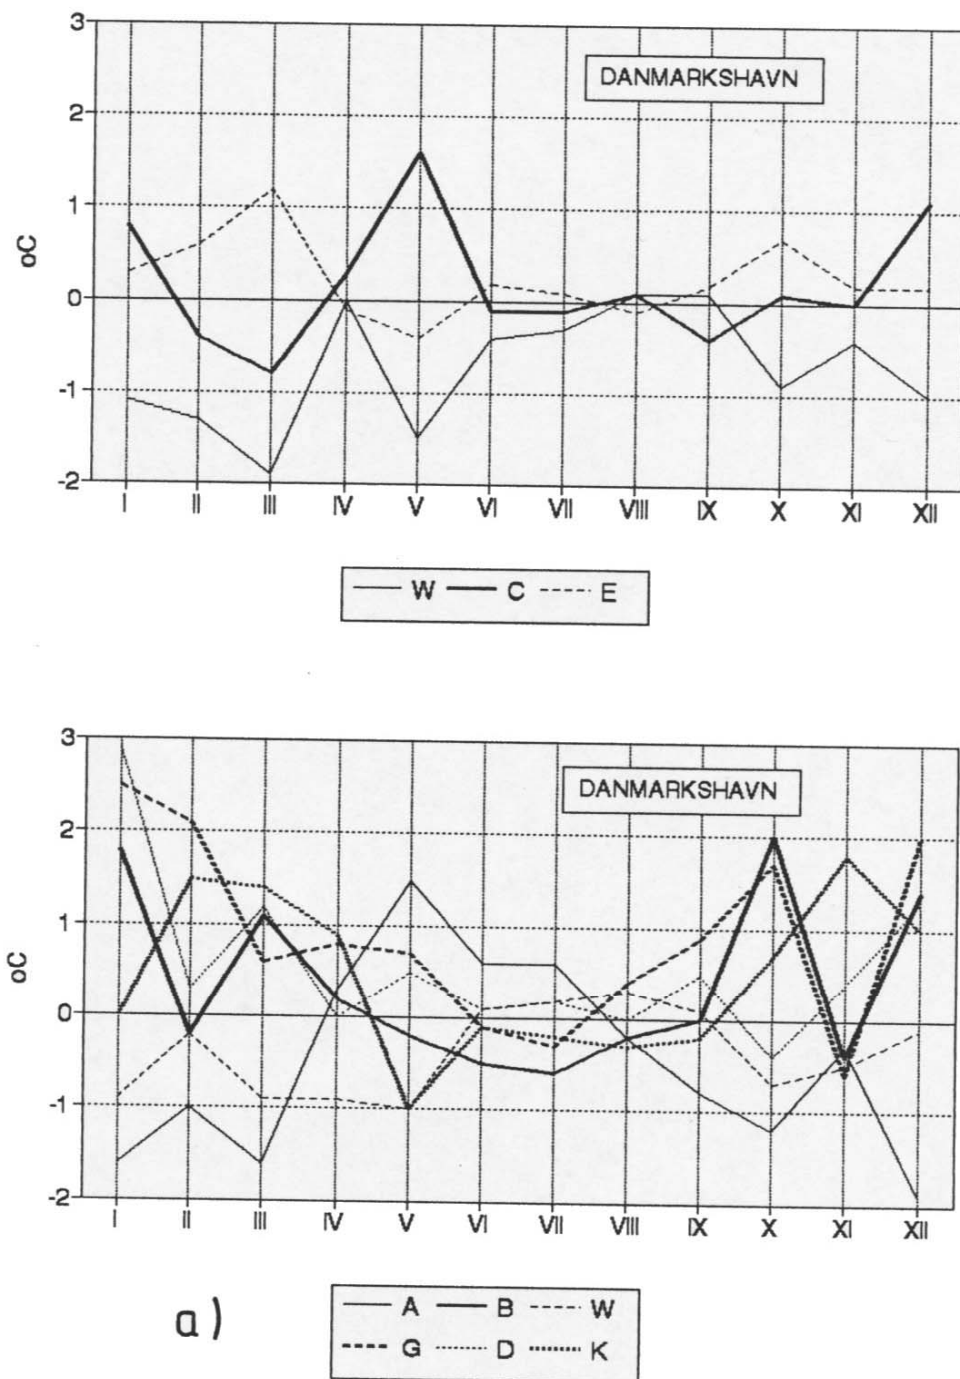 3
DANMARKSHAVN
2
1
oC
0
-1
-2
I II III IV V VI VII VIII IX X XI XII
W C E
3
DANMARKSHAVN
2
1
oC
0
-1
-2
I II III IV V VI VII VIII IX X XI XII
a)
A B W
G D K